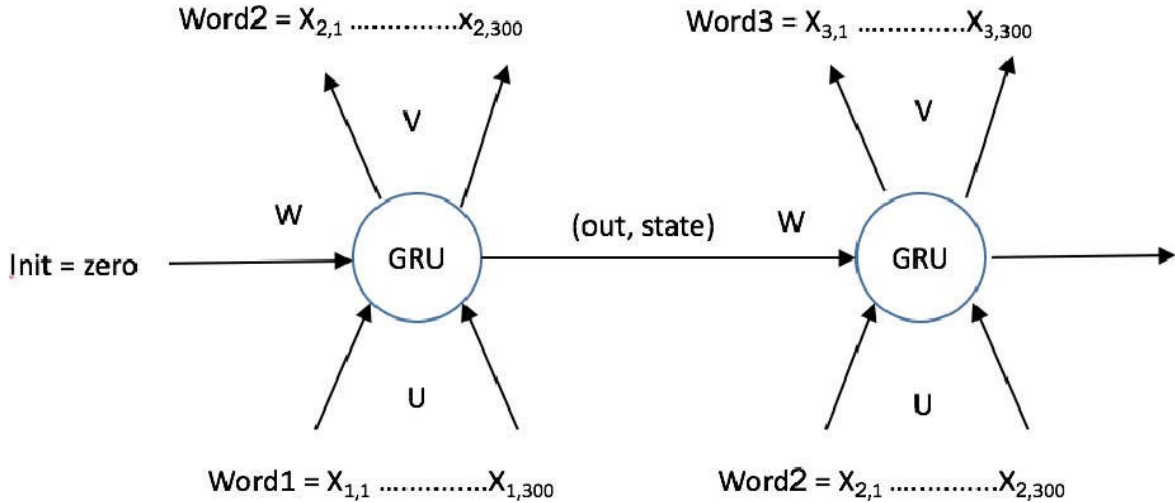 Word2 = X2,1 ..............x2,300
Word3 = X3,1 ..............X3,300
V
V
W
(out, state)
W
Init = zero
GRU
GRU
U
U
Word1 = X1,1 ..............X1,300
Word2 = X2,1 ..............X2,300